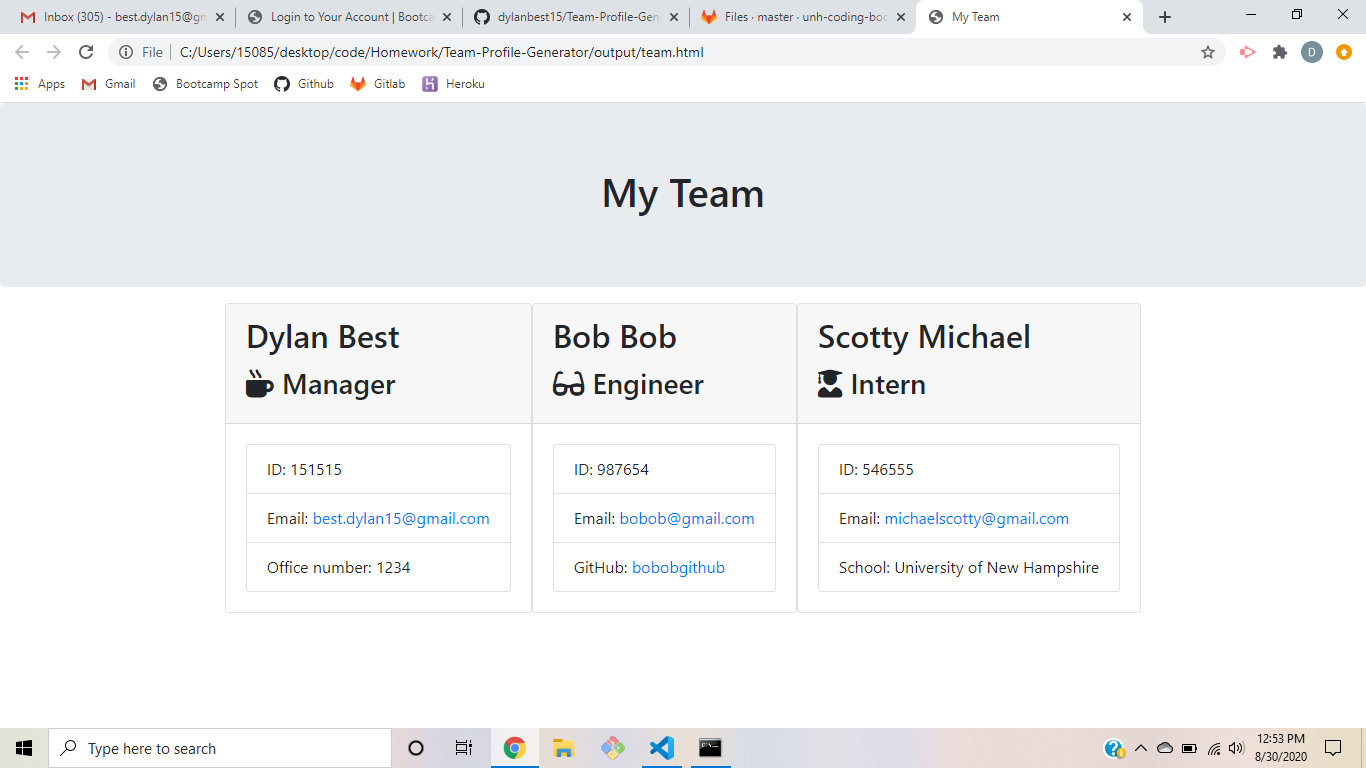 Inbox (305) - best.dylan15@gm
Login to Your Account | Bootca
dylanbest15/Team-Profile-Gen
Files · master · unh-coding-boo
My Team
File
C:/Users/15085/desktop/code/Homework/Team-Profile-Generator/output/team.html
D
Apps
Gmail
Bootcamp Spot
Github
Gitlab
Heroku
My Team
Dylan Best
Manager
ID: 151515
Email: best.dylan15@gmail.com
Office number: 1234
Bob Bob
Engineer
ID: 987654
Email: bobob@gmail.com
GitHub: bobobgithub
Scotty Michael
Intern
ID: 546555
Email: michaelscotty@gmail.com
School: University of New Hampshire
Type here to search
12:53 PM
8/30/2020